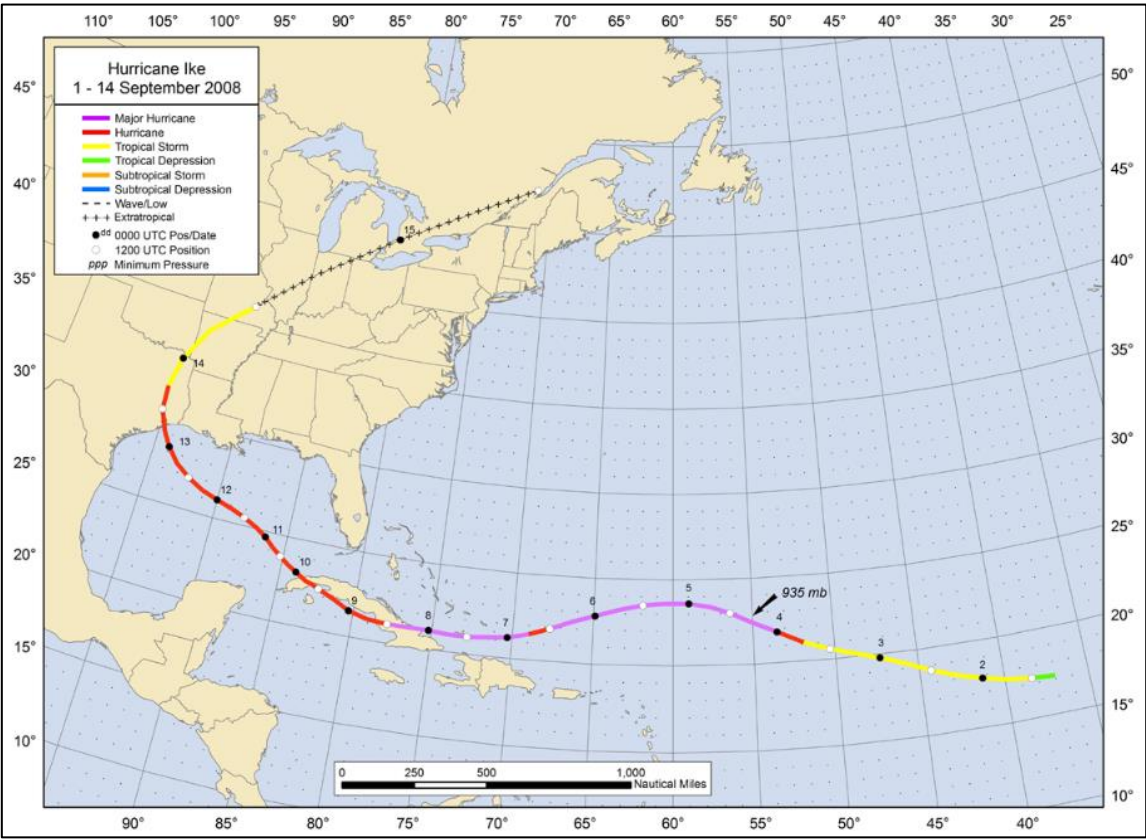 110° 105° 100° 95° 90° 85° 80° 75° 70° 65° 60° 55° 50° 45° 40° 35° 30° 25°
Hurricane Ike
1 - 14 September 2008
Major Hurricane
Hurricane
Tropical Storm
Tropical Depression
Subtropical Storm
Subtropical Depression
Wave/Low
Extratropical
dd 0000 UTC Pos/Date
1200 UTC Position
ppp Minimum Pressure
45°
40°
35°
30°
25°
20°
15°
10°
50°
45°
40°
35°
30°
25°
20°
15°
10°
15
14
13
12
11
10
9
8
7
6
5
935 mb
4
3
2
0 250 500 1,000
Nautical Miles
90° 85° 80° 75° 70° 65° 60° 55° 50° 45° 40°